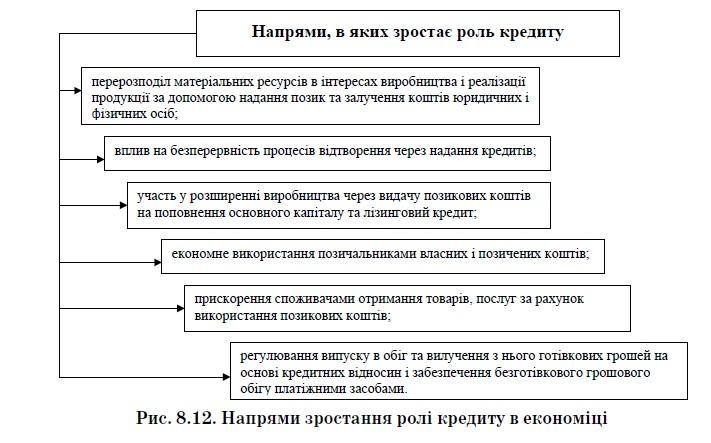 Напрями, в яких зростає роль кредиту
перерозподіл матеріальних ресурсів в інтересах виробництва і реалізації
продукції за допомогою надання позик та залучення коштів юридичних і
фізичних осіб;
вплив на безперервність процесів відтворення через надання кредитів;
участь у розширенні виробництва через видачу позикових коштів
на поповнення основного капіталу та лізинговий кредит;
економне використання позичальниками власних і позичених коштів;
прискорення споживачами отримання товарів, послуг за рахунок
використання позикових коштів;
регулювання випуску в обіг та вилучення з нього готівкових грошей на
основі кредитних відносин і забезпечення безготівкового грошового
обігу платіжними засобами.
Рис. 8.12. Напрями зростання ролі кредиту в економіці